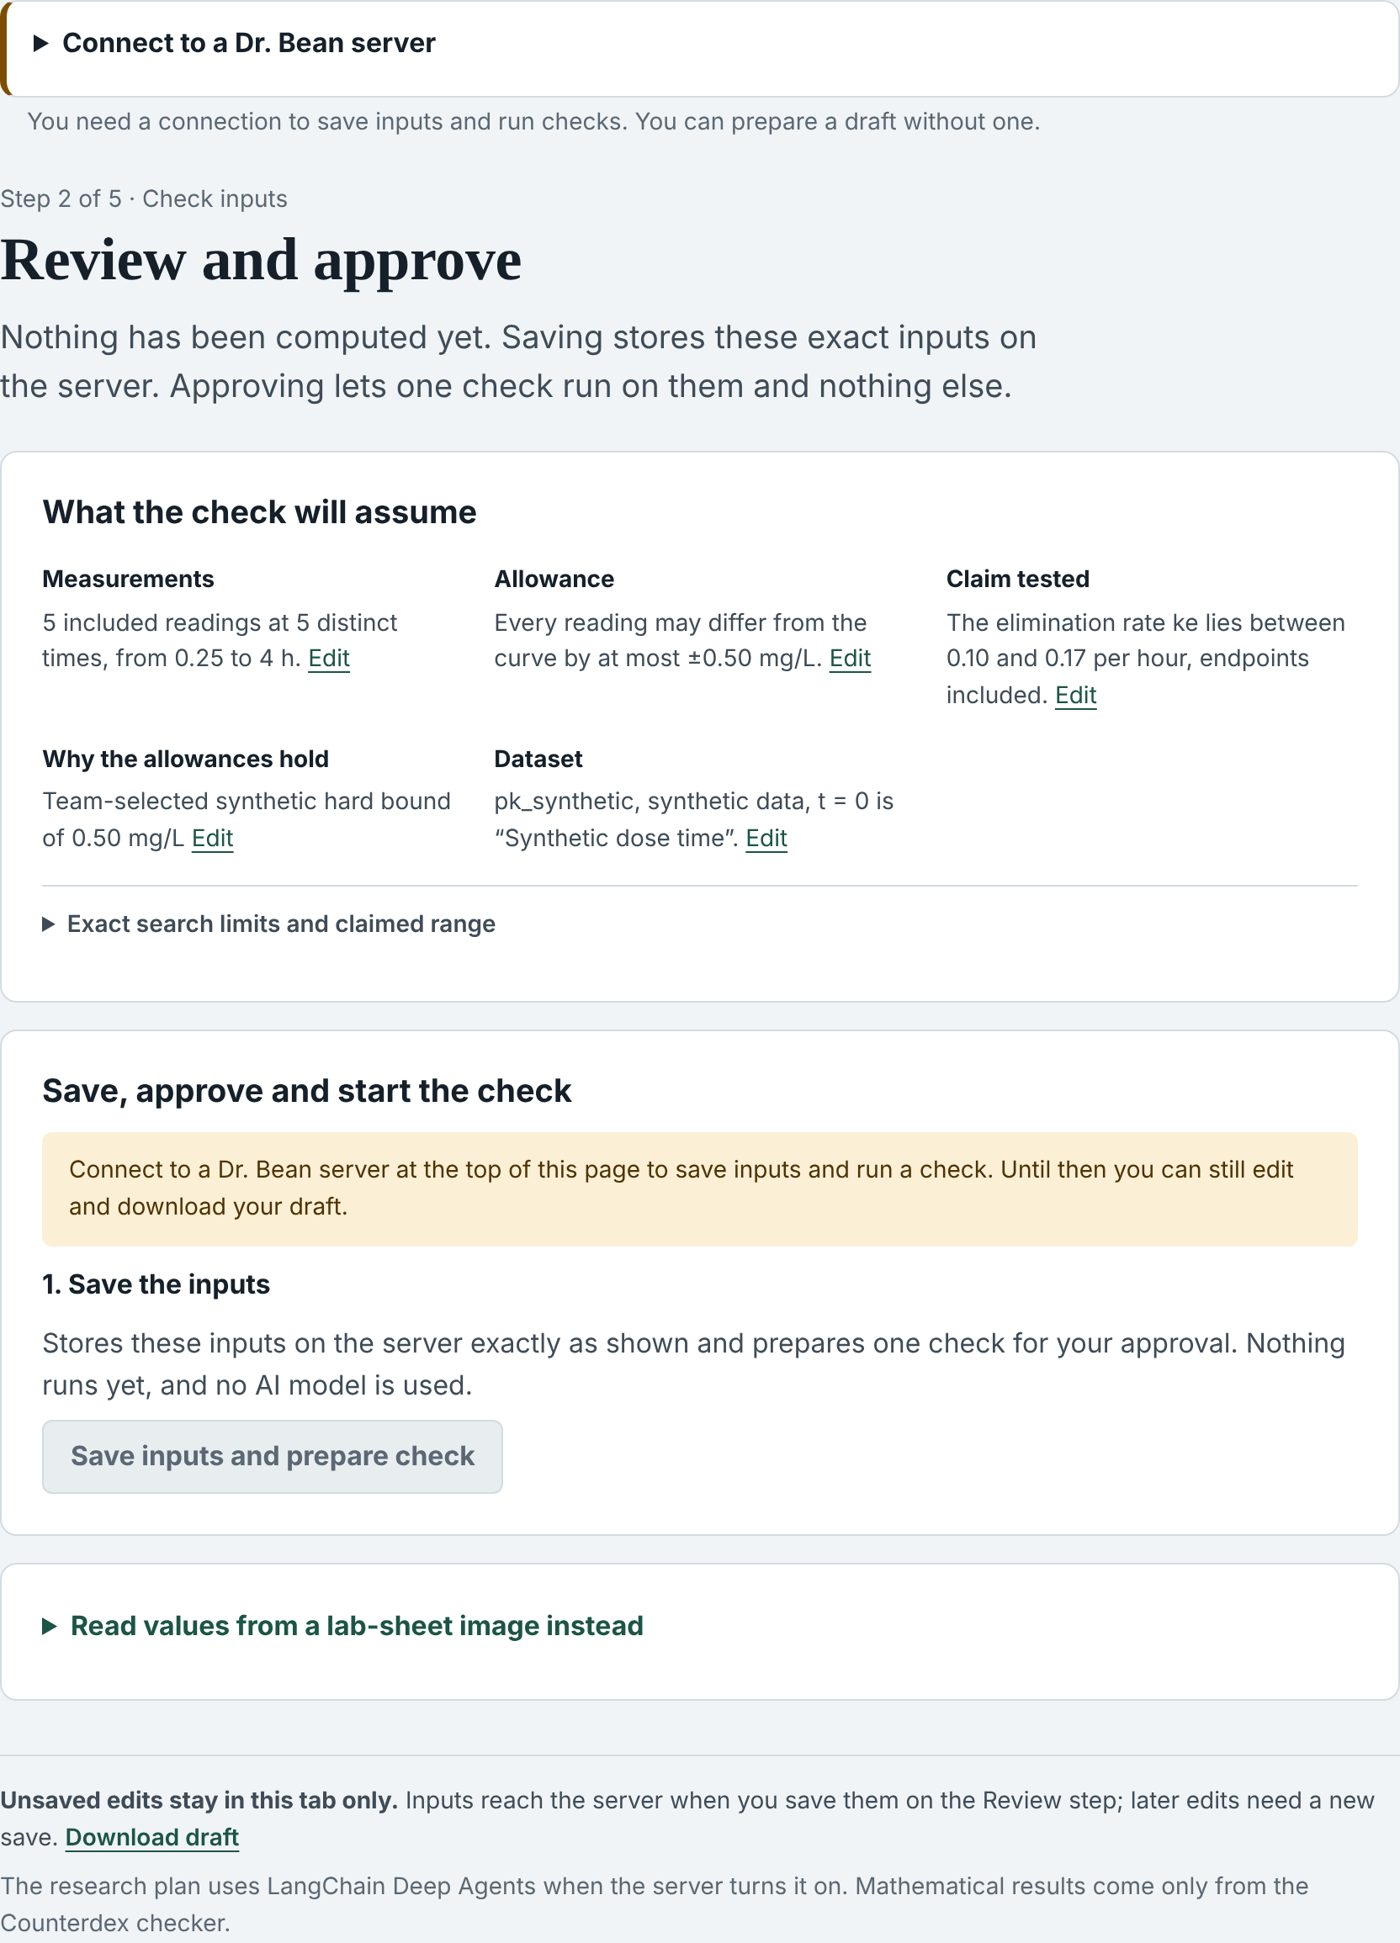 Connect to a Dr. Bean server
You need a connection to save inputs and run checks. You can prepare a draft without one.
Step 2 of 5 · Check inputs
Review and approve
Nothing has been computed yet. Saving stores these exact inputs on
the server. Approving lets one check run on them and nothing else.
What the check will assume
Measurements
5 included readings at 5 distinct
times, from 0.25 to 4 h. Edit
Allowance
Every reading may differ from the
curve by at most ±0.50 mg/L. Edit
Claim tested
The elimination rate ke lies between
0.10 and 0.17 per hour, endpoints
included. Edit
Why the allowances hold
Team-selected synthetic hard bound
of 0.50 mg/L Edit
Dataset
pk_synthetic, synthetic data, t = 0 is
“Synthetic dose time”. Edit
Exact search limits and claimed range
Save, approve and start the check
Connect to a Dr. Bean server at the top of this page to save inputs and run a check. Until then you can still edit
and download your draft.
1. Save the inputs
Stores these inputs on the server exactly as shown and prepares one check for your approval. Nothing
runs yet, and no AI model is used.
Save inputs and prepare check
Read values from a lab-sheet image instead
Unsaved edits stay in this tab only. Inputs reach the server when you save them on the Review step; later edits need a new
save. Download draft
The research plan uses LangChain Deep Agents when the server turns it on. Mathematical results come only from the
Counterdex checker.